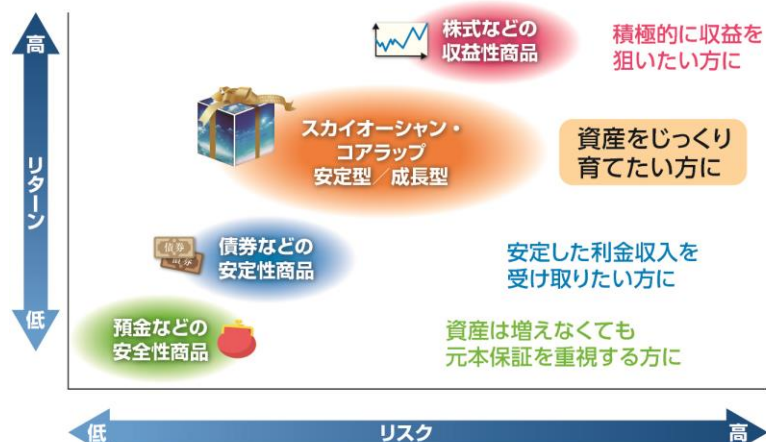 高
リターン
低
株式などの
収益性商品
積極的に収益を
狙いたい方に
スカイオーシャン・
コアラップ
安定型／成長型
資産をじっくり
育てたい方に
債券
債券などの
安定性商品
安定した利金収入を
受け取りたい方に
預金などの
安全性商品
資産は増えなくても
元本保証を重視する方に
低
リスク
高